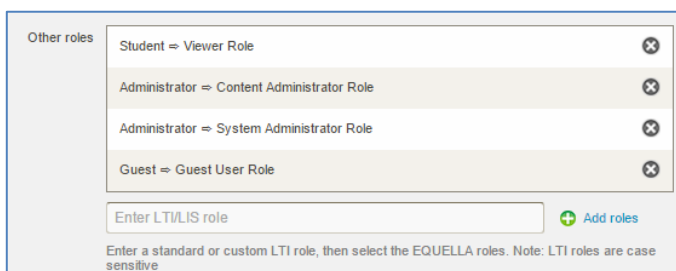 Other roles
Student ⇨ Viewer Role
Administrator ⇨ Content Administrator Role
Administrator ⇨ System Administrator Role
Guest ⇨ Guest User Role
Enter LTI/LIS role
Add roles
Enter a standard or custom LTI role, then select the EQUELLA roles. Note: LTI roles are case
sensitive